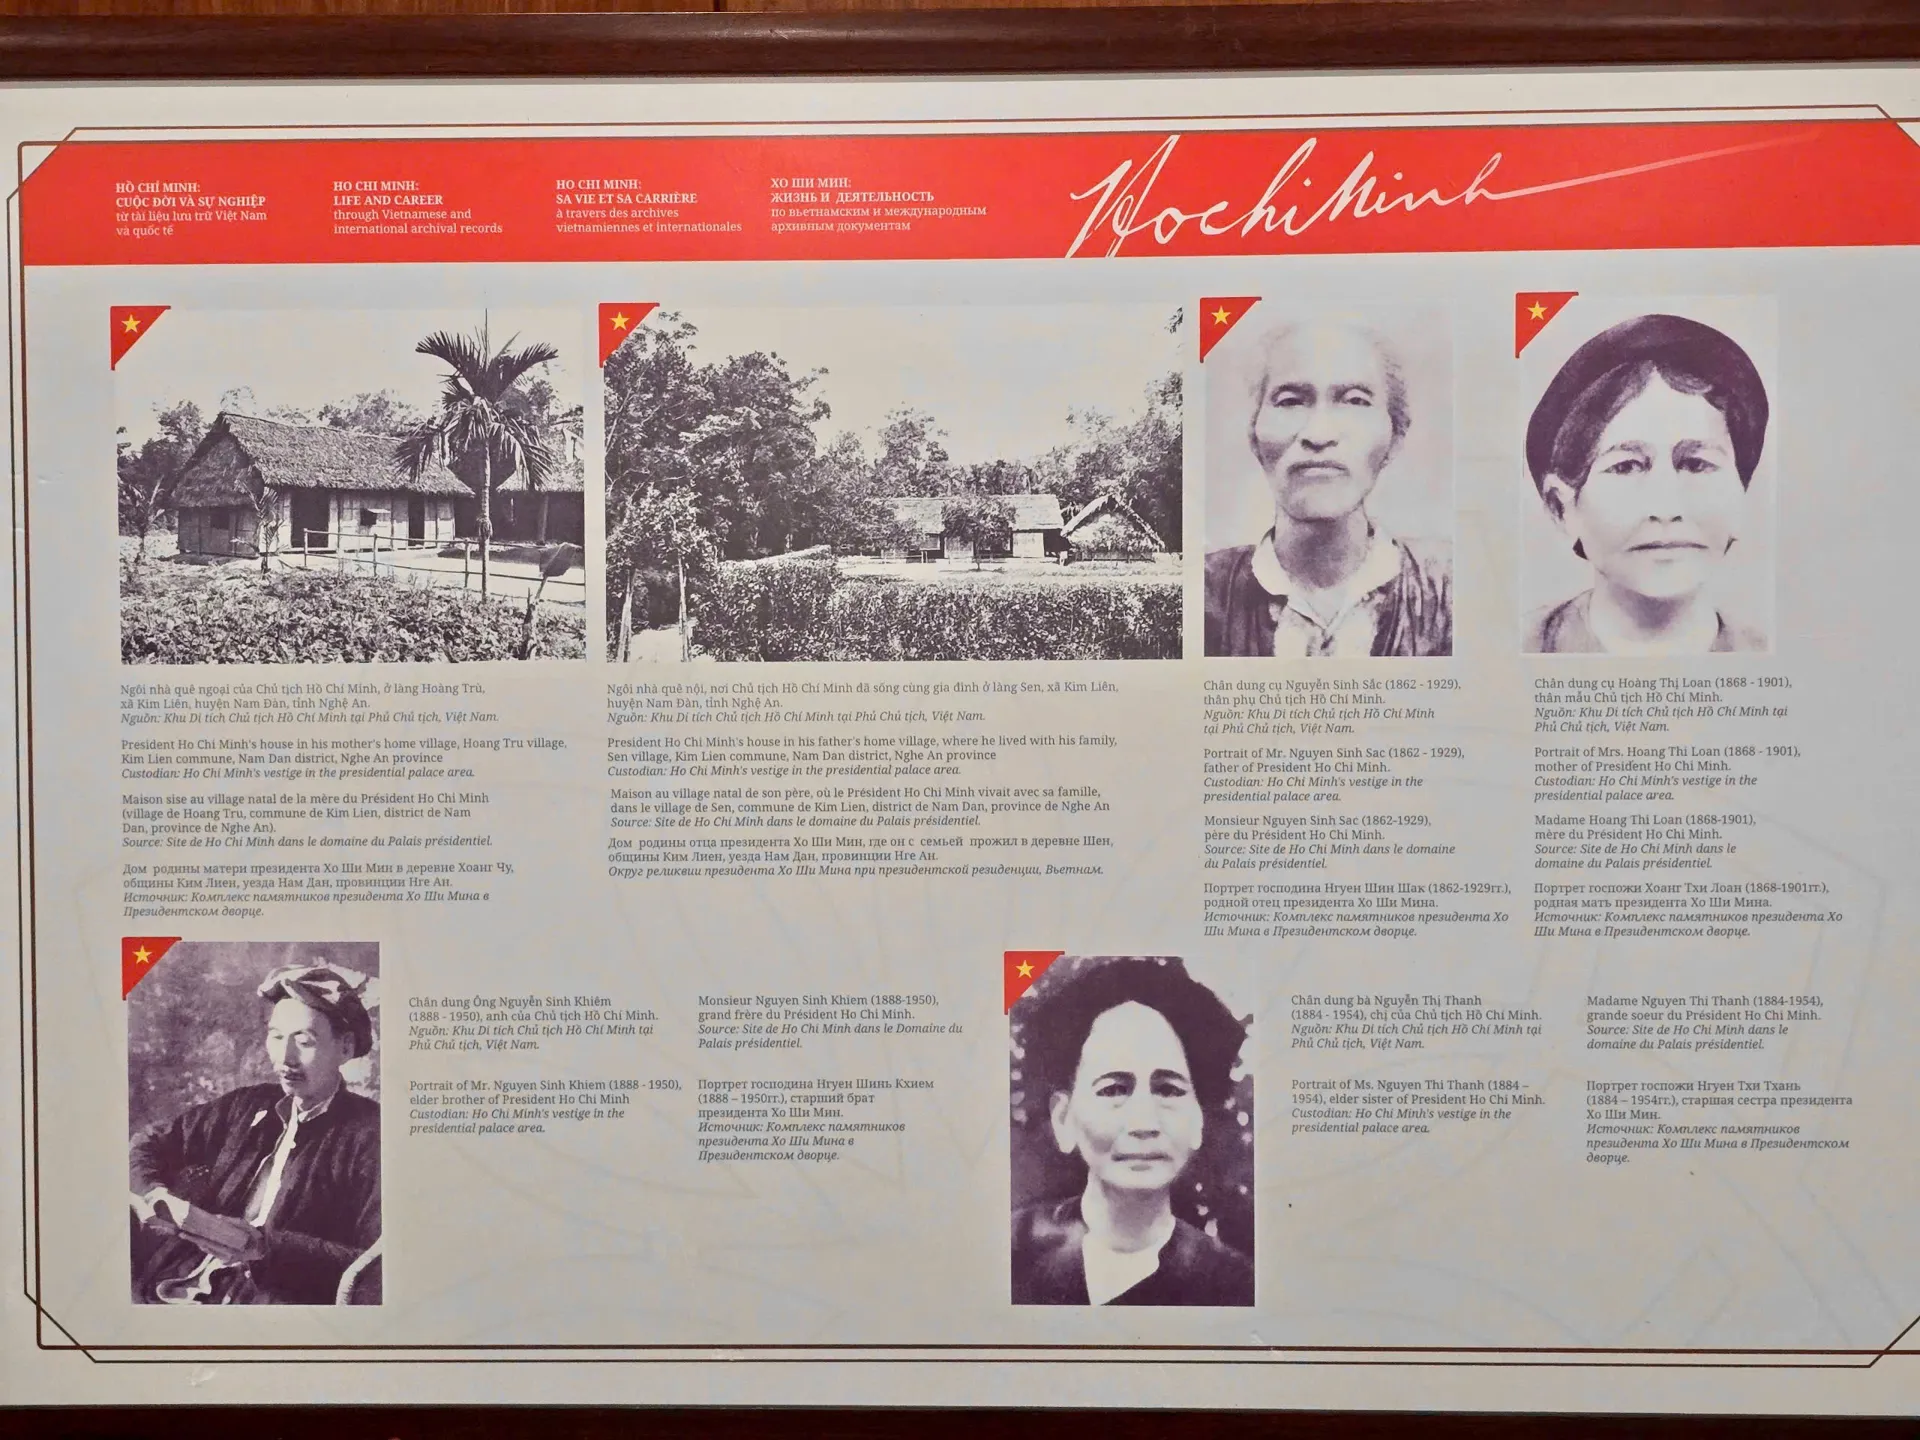 HỒ CHÍ MINH:
CUỘC ĐỜI VÀ SỰ NGHIỆP
từ tài liệu lưu trữ Việt Nam
và quốc tế
HO CHI MINH:
LIFE AND CAREER
through Vietnamese and
international archival records
HO CHI MINH:
SA VIE ET SA CARRIÈRE
à travers des archives
vietnamiennes et internationales
ХО ШИ МИН:
ЖИЗНЬ И ДЕЯТЕЛЬНОСТЬ
по вьетнамским и международным
архивным документам
Hochiminh
Ngôi nhà quê ngoại của Chủ tịch Hồ Chí Minh, ở làng Hoàng Trù,
xã Kim Liên, huyện Nam Đàn, tỉnh Nghệ An.
Nguồn: Khu Di tích Chủ tịch Hồ Chí Minh tại Phủ Chủ tịch, Việt Nam.
President Ho Chi Minh's house in his mother's home village, Hoang Tru village,
Kim Lien commune, Nam Dan district, Nghe An province
Custodian: Ho Chi Minh's vestige in the presidential palace area.
Maison sise au village natal de la mère du Président Ho Chi Minh
(village de Hoang Tru, commune de Kim Lien, district de Nam
Dan, province de Nghe An).
Source: Site de Ho Chi Minh dans le domaine du Palais présidentiel.
Дом родины матери президента Хо Ши Мин в деревне Хоанг Чу,
общины Ким Лиен, уезда Нам Дан, провинции Нге Ан.
Источник: Комплекс памятников президента Хо Ши Мина в
Президентском дворце.
Ngôi nhà quê nội, nơi Chủ tịch Hồ Chí Minh đã sống cùng gia đình ở làng Sen, xã Kim Liên,
huyện Nam Đàn, tỉnh Nghệ An.
Nguồn: Khu Di tích Chủ tịch Hồ Chí Minh tại Phủ Chủ tịch, Việt Nam.
President Ho Chi Minh's house in his father's home village, where he lived with his family,
Sen village, Kim Lien commune, Nam Dan district, Nghe An province
Custodian: Ho Chi Minh's vestige in the presidential palace area.
Maison au village natal de son père, où le Président Ho Chi Minh vivait avec sa famille,
dans le village de Sen, commune de Kim Lien, district de Nam Dan, province de Nghe An
Source: Site de Ho Chi Minh dans le domaine du Palais présidentiel.
Дом родины отца президента Хо Ши Мин, где он с семьей прожил в деревне Шен,
общины Ким Лиен, уезда Нам Дан, провинции Нге Ан.
Округ реликвии президента Хо Ши Мина при президентской резиденции, Вьетнам.
Chân dung cụ Nguyễn Sinh Sắc (1862 - 1929),
thân phụ Chủ tịch Hồ Chí Minh.
Nguồn: Khu Di tích Chủ tịch Hồ Chí Minh
tại Phủ Chủ tịch, Việt Nam.
Portrait of Mr. Nguyen Sinh Sac (1862 - 1929),
father of President Ho Chi Minh.
Custodian: Ho Chi Minh's vestige in the
presidential palace area.
Monsieur Nguyen Sinh Sac (1862-1929),
père du Président Ho Chi Minh.
Source: Site de Ho Chi Minh dans le domaine
du Palais présidentiel.
Портрет господина Нгуен Шин Шак (1862-1929гг.),
родной отец президента Хо Ши Мина.
Источник: Комплекс памятников президента Хо
Ши Мина в Президентском дворце.
Chân dung cụ Hoàng Thị Loan (1868 - 1901),
thân mẫu Chủ tịch Hồ Chí Minh.
Nguồn: Khu Di tích Chủ tịch Hồ Chí Minh tại
Phủ Chủ tịch, Việt Nam.
Portrait of Mrs. Hoang Thi Loan (1868 - 1901),
mother of President Ho Chi Minh.
Custodian: Ho Chi Minh's vestige in the
presidential palace area.
Madame Hoang Thi Loan (1868-1901),
mère du Président Ho Chi Minh.
Source: Site de Ho Chi Minh dans le
domaine du Palais présidentiel.
Портрет госпожи Хоанг Тхи Лоан (1868-1901гг.),
родная мать президента Хо Ши Мина.
Источник: Комплекс памятников президента Хо
Ши Мина в Президентском дворце.
Chân dung Ông Nguyễn Sinh Khiêm
(1888 - 1950), anh của Chủ tịch Hồ Chí Minh.
Nguồn: Khu Di tích Chủ tịch Hồ Chí Minh tại
Phủ Chủ tịch, Việt Nam.
Portrait of Mr. Nguyen Sinh Khiem (1888 - 1950),
elder brother of President Ho Chi Minh
Custodian: Ho Chi Minh's vestige in the
presidential palace area.
Monsieur Nguyen Sinh Khiem (1888-1950),
grand frère du Président Ho Chi Minh.
Source: Site de Ho Chi Minh dans le Domaine du
Palais présidentiel.
Портрет господина Нгуен Шинь Кхием
(1888 – 1950гг.), старший брат
президента Хо Ши Мин.
Источник: Комплекс памятников
президента Хо Ши Мина в
Президентском дворце.
Chân dung bà Nguyễn Thị Thanh
(1884 - 1954), chị của Chủ tịch Hồ Chí Minh.
Nguồn: Khu Di tích Chủ tịch Hồ Chí Minh tại
Phủ Chủ tịch, Việt Nam.
Portrait of Ms. Nguyen Thi Thanh (1884 –
1954), elder sister of President Ho Chi Minh.
Custodian: Ho Chi Minh's vestige in the
presidential palace area.
Madame Nguyen Thi Thanh (1884-1954),
grande soeur du Président Ho Chi Minh.
Source: Site de Ho Chi Minh dans le
domaine du Palais présidentiel.
Портрет госпожи Нгуен Тхи Тхань
(1884 – 1954гг.), старшая сестра президента
Хо Ши Мин.
Источник: Комплекс памятников
президента Хо Ши Мина в Президентском
дворце.